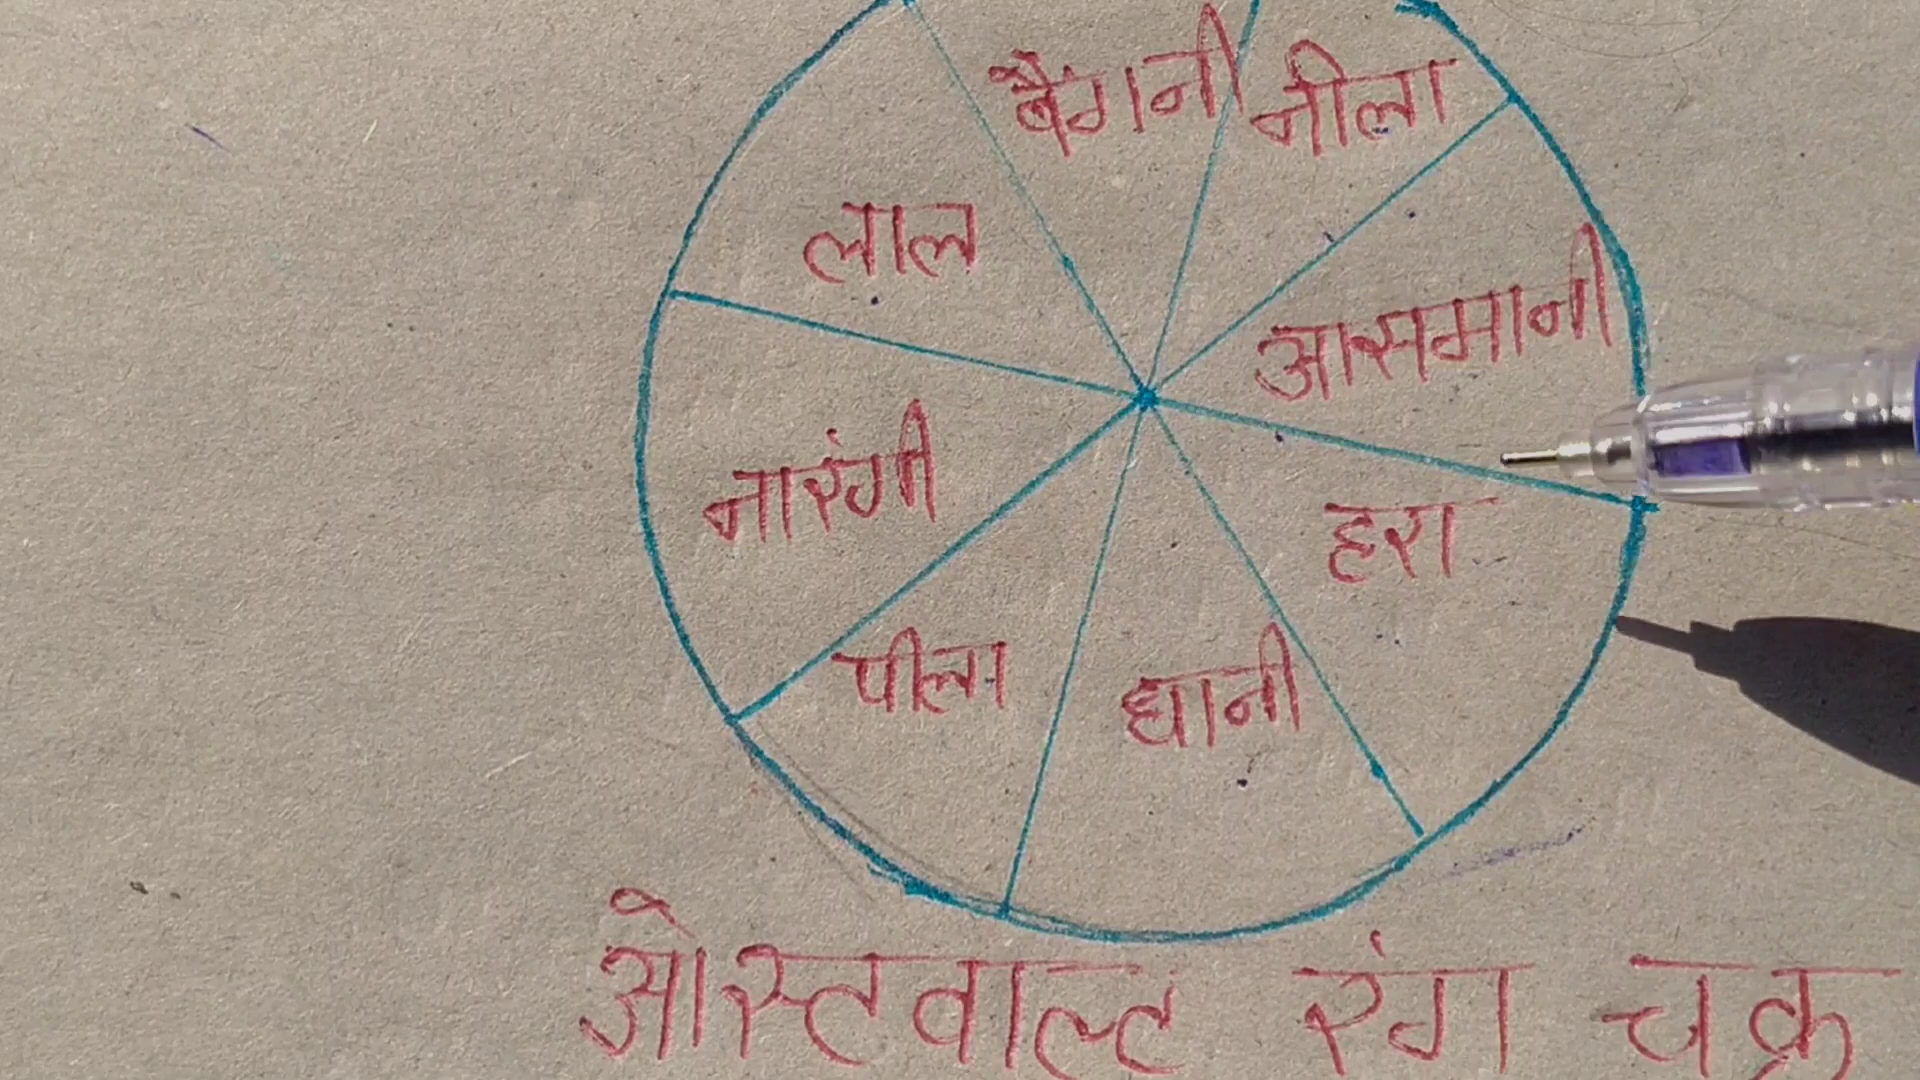 बैंगनी
नीला
लाल
आसमानी
नारंगी
हरा
पीला
धानी
ओस्टवाल्ट रंग चक्र